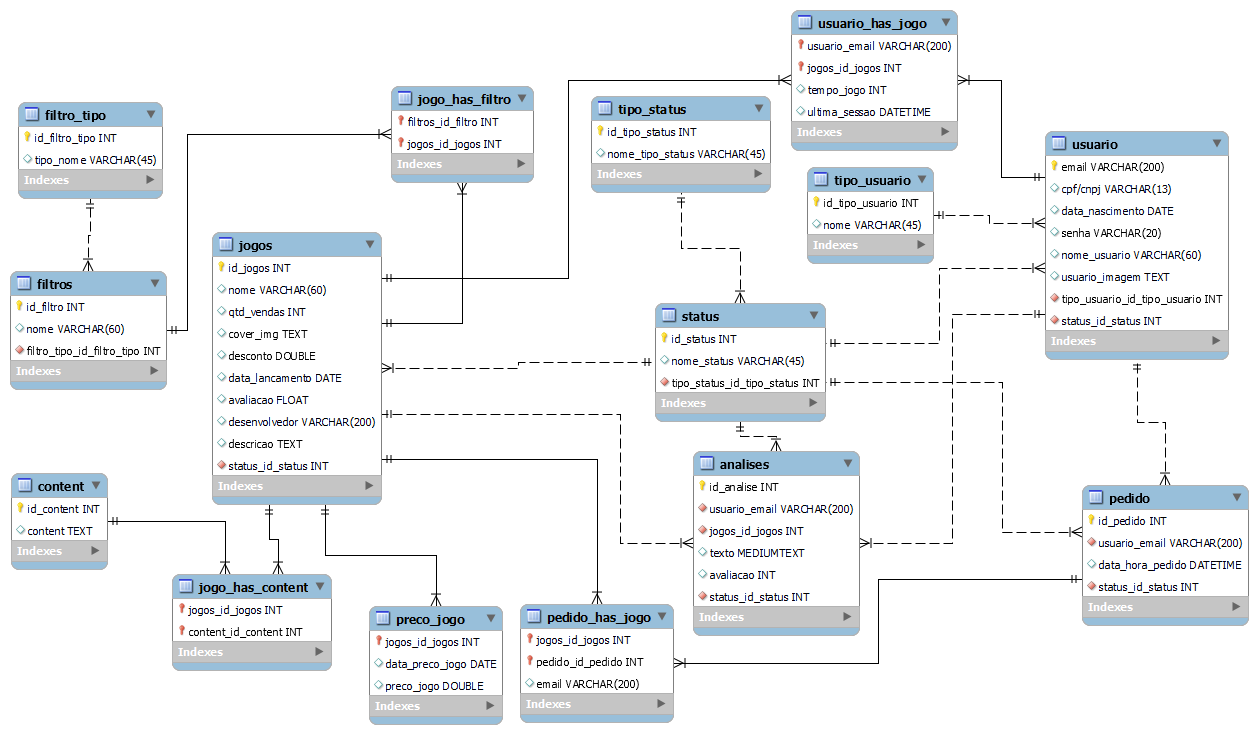 usuario_has_jogo
usuario_email VARCHAR(200)
jogos_id_jogos INT
tempo_jogo INT
ultima_sessao DATETIME
Indexes
jogo_has_filtro
filtros_id_filtro INT
jogos_id_jogos INT
Indexes
tipo_status
id_tipo_status INT
nome_tipo_status VARCHAR(45)
Indexes
filtro_tipo
id_filtro_tipo INT
tipo_nome VARCHAR(45)
Indexes
usuario
email VARCHAR(200)
cpf/cnpj VARCHAR(13)
data_nascimento DATE
senha VARCHAR(20)
nome_usuario VARCHAR(60)
usuario_imagem TEXT
tipo_usuario_id_tipo_usuario INT
status_id_status INT
Indexes
tipo_usuario
id_tipo_usuario INT
nome VARCHAR(45)
Indexes
jogos
id_jogos INT
nome VARCHAR(60)
qtd_vendas INT
cover_img TEXT
desconto DOUBLE
data_lancamento DATE
avaliacao FLOAT
desenvolvedor VARCHAR(200)
descricao TEXT
status_id_status INT
Indexes
filtros
id_filtro INT
nome VARCHAR(60)
filtro_tipo_id_filtro_tipo INT
Indexes
status
id_status INT
nome_status VARCHAR(45)
tipo_status_id_tipo_status INT
Indexes
analises
id_analise INT
usuario_email VARCHAR(200)
jogos_id_jogos INT
texto MEDIUMTEXT
avaliacao INT
status_id_status INT
Indexes
content
id_content INT
content TEXT
Indexes
pedido
id_pedido INT
usuario_email VARCHAR(200)
data_hora_pedido DATETIME
status_id_status INT
Indexes
jogo_has_content
jogos_id_jogos INT
content_id_content INT
Indexes
preco_jogo
jogos_id_jogos INT
data_preco_jogo DATE
preco_jogo DOUBLE
Indexes
pedido_has_jogo
jogos_id_jogos INT
pedido_id_pedido INT
email VARCHAR(200)
Indexes